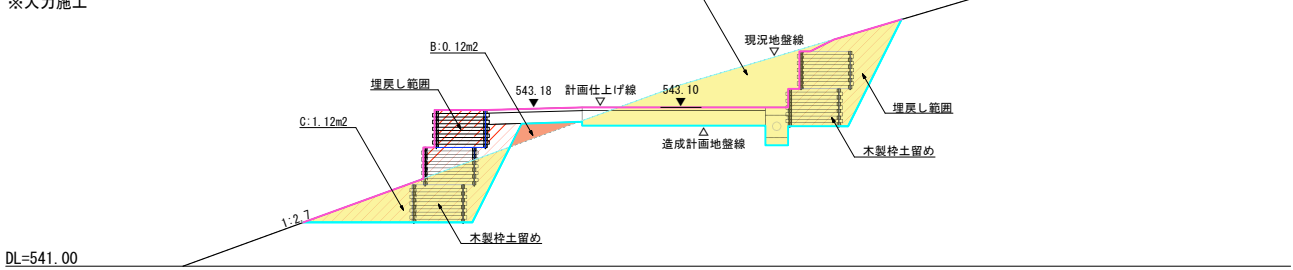 ※人力施工
B:0.12m2
現況地盤線
埋戻し範囲
543.18
計画仕上げ線
543.10
埋戻し範囲
C:1.12m2
造成計画地盤線
木製枠土留め
1:2.7
木製枠土留め
DL=541.00